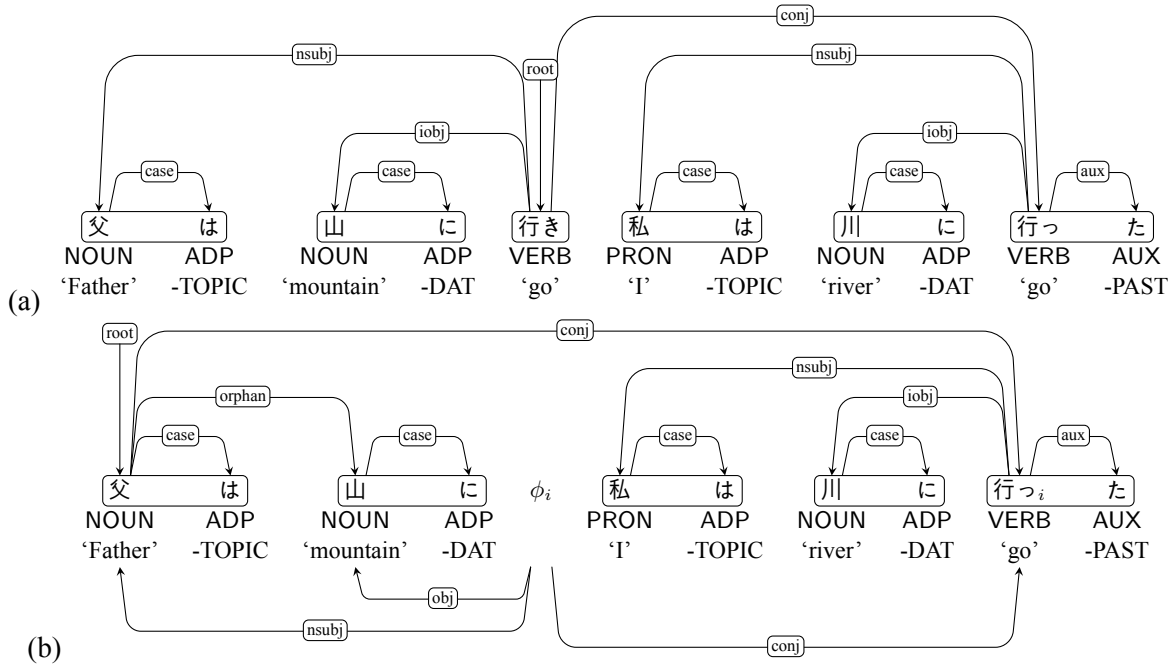 conj
nsubj root nsubj
iobj iobj
case case case case aux
父 は 山 に 行き 私 は 川 に 行っ た
NOUN ADP NOUN ADP VERB PRON ADP NOUN ADP VERB AUX
‘Father’ -TOPIC ‘mountain’ -DAT ‘go’ ‘I’ -TOPIC ‘river’ -DAT ‘go’ -PAST
(a)
root conj
nsubj
orphan iobj
case case case case aux
父 は 山 に ϕi 私 は 川 に 行っi た
NOUN ADP NOUN ADP PRON ADP NOUN ADP VERB AUX
‘Father’ -TOPIC ‘mountain’ -DAT ‘I’ -TOPIC ‘river’ -DAT ‘go’ -PAST
obj
nsubj conj
(b)